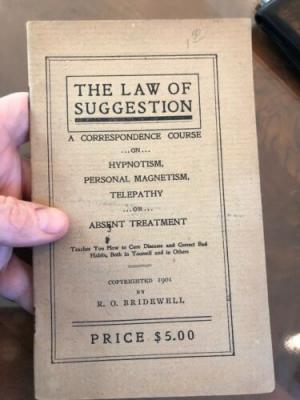 THE LAW OF
SUGGESTION
A CORRESPONDENCE COURSE
...ON...
HYPNOTISM,
PERSONAL MAGNETISM,
TELEPATHY
...OR...
ABSENT TREATMENT
Teaches You How to Cure Diseases and Correct Bad
Habits, Both in Yourself and in Others
COPYRIGHTED 1901
BY
R. O. BRIDEWELL
PRICE $5.00